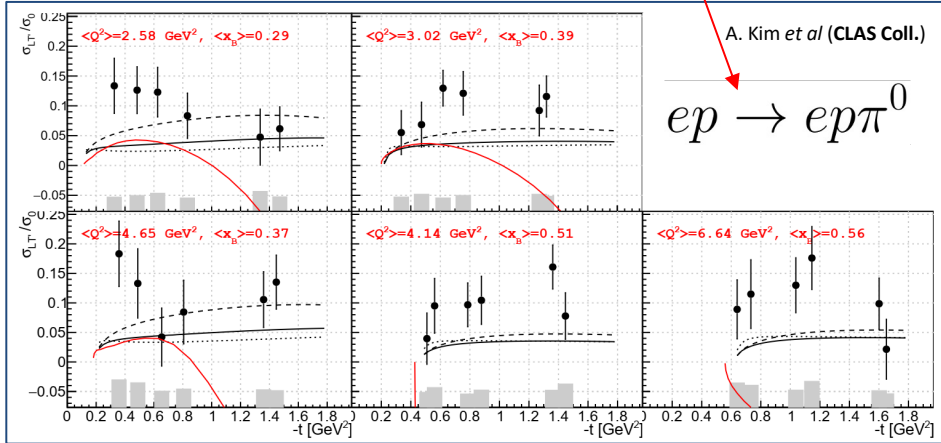 σLT/σ0
0.25
0.2
0.15
0.1
0.05
0
−0.05
<Q²>=2.58 GeV², <xB>=0.29
<Q²>=3.02 GeV², <xB>=0.39
A. Kim et al (CLAS Coll.)
ep → epπ⁰
σLT/σ0
0.25
0.2
0.15
0.1
0.05
0
−0.05
<Q²>=4.65 GeV², <xB>=0.37
<Q²>=4.14 GeV², <xB>=0.51
<Q²>=6.64 GeV², <xB>=0.56
0 0.2 0.4 0.6 0.8 1 1.2 1.4 1.6 1.8 0 0.2 0.4 0.6 0.8 1 1.2 1.4 1.6 1.8 0 0.2 0.4 0.6 0.8 1 1.2 1.4 1.6 1.8
-t [GeV²] -t [GeV²] -t [GeV²]